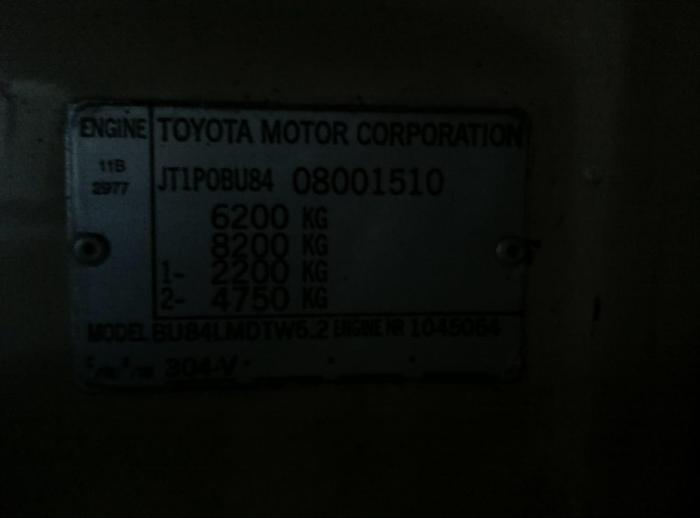 ENGINE TOYOTA MOTOR CORPORATION
11B
2977
JT1P0BU84 08001510
6200 KG
8200 KG
1- 2200 KG
2- 4750 KG
MODEL BU84LMDTW6.2 ENGINE NR 1045064
304-V